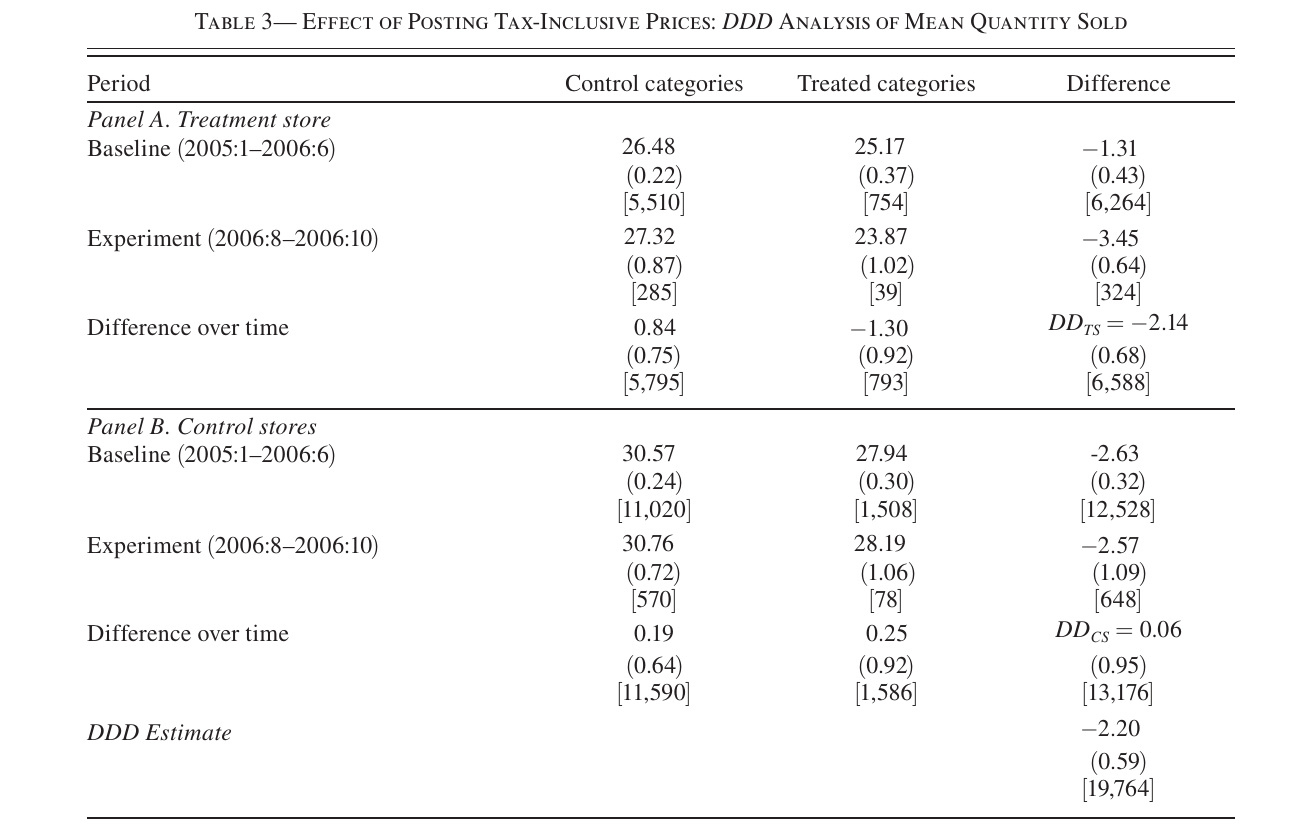 TABLE 3— EFFECT OF POSTING TAX-INCLUSIVE PRICES: DDD ANALYSIS OF MEAN QUANTITY SOLD
Period Control categories Treated categories Difference
Panel A. Treatment store
Baseline (2005:1–2006:6) 26.48 25.17 −1.31
(0.22) (0.37) (0.43)
[5,510] [754] [6,264]
Experiment (2006:8–2006:10) 27.32 23.87 −3.45
(0.87) (1.02) (0.64)
[285] [39] [324]
Difference over time 0.84 −1.30 DD_TS = −2.14
(0.75) (0.92) (0.68)
[5,795] [793] [6,588]
Panel B. Control stores
Baseline (2005:1–2006:6) 30.57 27.94 -2.63
(0.24) (0.30) (0.32)
[11,020] [1,508] [12,528]
Experiment (2006:8–2006:10) 30.76 28.19 −2.57
(0.72) (1.06) (1.09)
[570] [78] [648]
Difference over time 0.19 0.25 DD_CS = 0.06
(0.64) (0.92) (0.95)
[11,590] [1,586] [13,176]
DDD Estimate −2.20
(0.59)
[19,764]